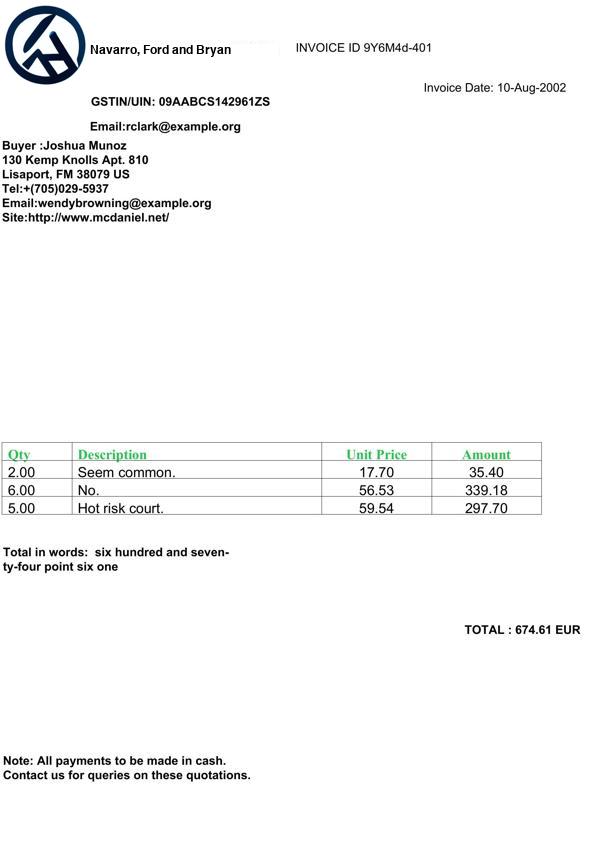 Navarro, Ford and Bryan
INVOICE ID 9Y6M4d-401
Invoice Date: 10-Aug-2002
GSTIN/UIN: 09AABCS142961ZS
Email:rclark@example.org
Buyer :Joshua Munoz
130 Kemp Knolls Apt. 810
Lisaport, FM 38079 US
Tel:+(705)029-5937
Email:wendybrowning@example.org
Site:http://www.mcdaniel.net/
Qty Description Unit Price Amount
2.00 Seem common. 17.70 35.40
6.00 No. 56.53 339.18
5.00 Hot risk court. 59.54 297.70
Total in words:  six hundred and seven-
ty-four point six one
TOTAL : 674.61 EUR
Note: All payments to be made in cash.
Contact us for queries on these quotations.